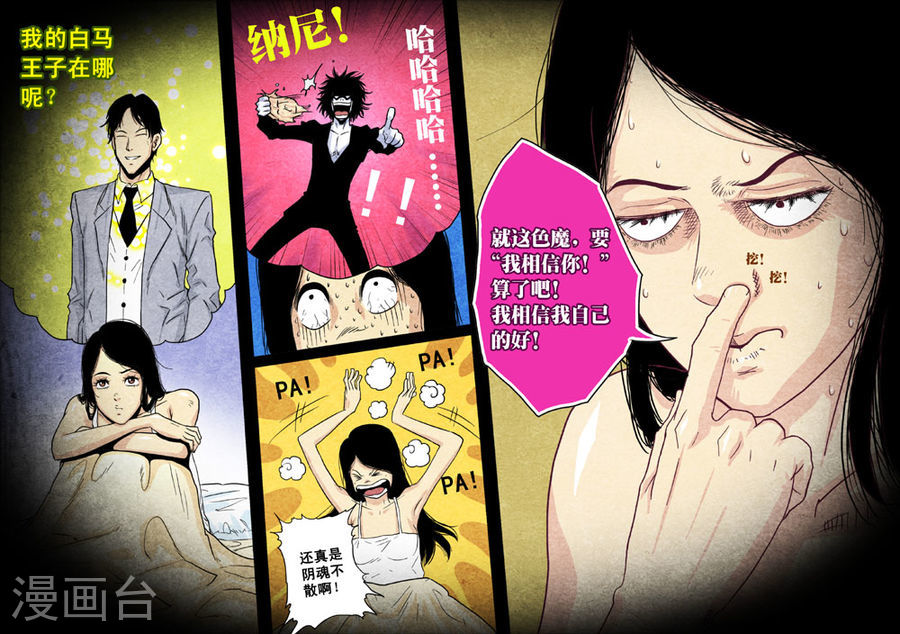 我的白马
王子在哪
呢？
纳尼！
哈哈哈哈……
！！
PA！
PA！
PA！
PA！
还真是
阴魂不
散啊！
就这色魔，要
“我相信你！”
算了吧！
我相信我自己
的好！
挖！
挖！
漫画台